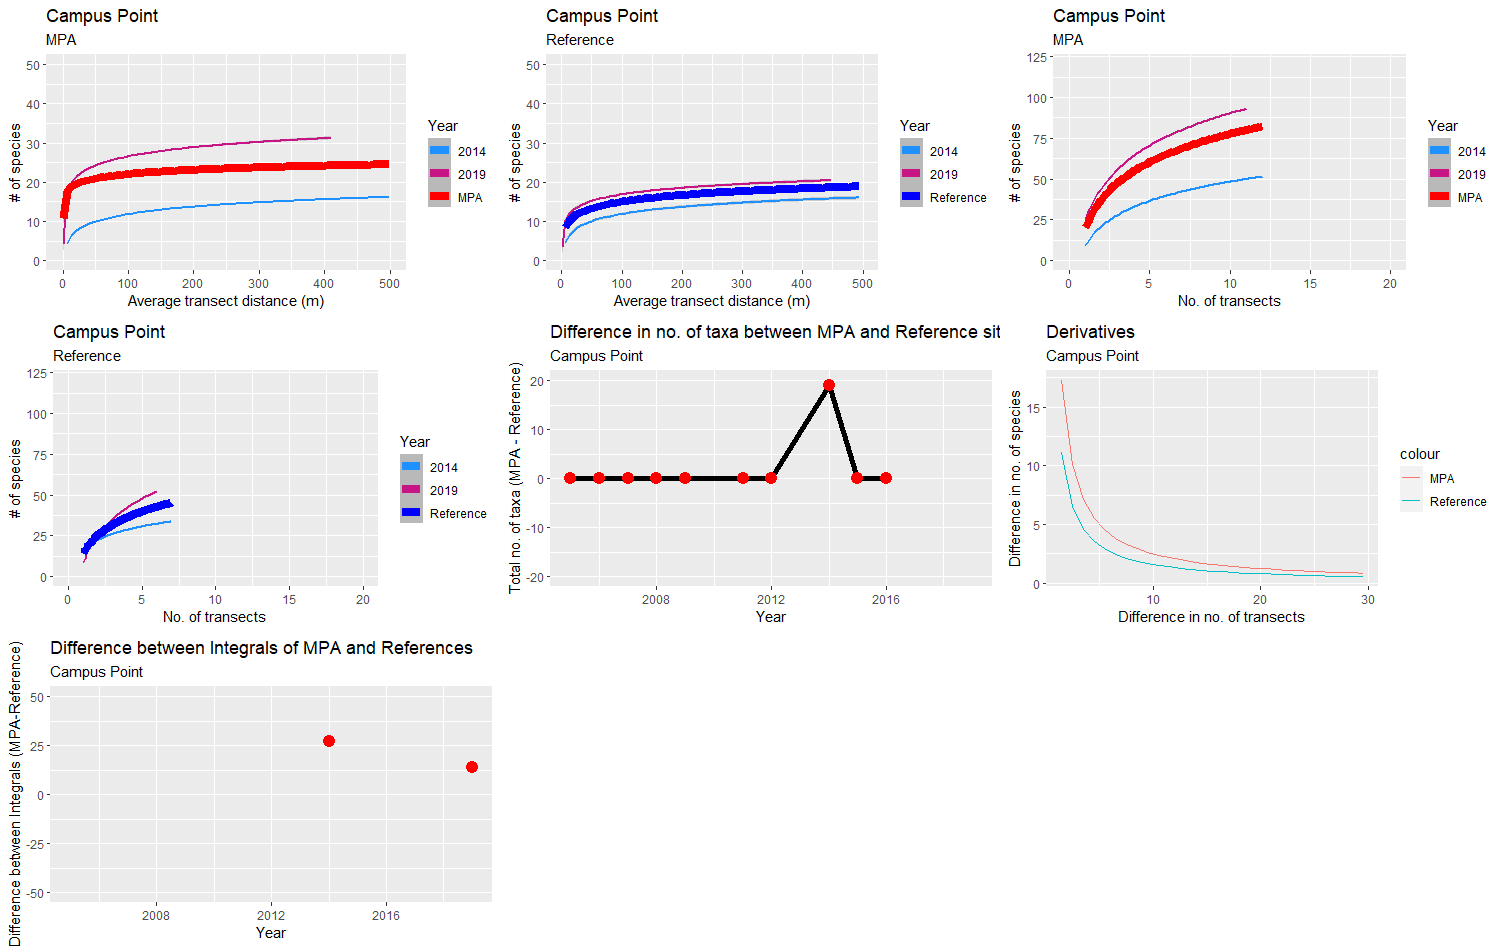 Campus Point
MPA
# of species
50
40
30
20
10
0
0 100 200 300 400 500
Average transect distance (m)
Year
2014
2019
MPA
Campus Point
Reference
# of species
50
40
30
20
10
0
0 100 200 300 400 500
Average transect distance (m)
Year
2014
2019
Reference
Campus Point
MPA
# of species
125
100
75
50
25
0
0 5 10 15 20
No. of transects
Year
2014
2019
MPA
Campus Point
Reference
# of species
125
100
75
50
25
0
0 5 10 15 20
No. of transects
Year
2014
2019
Reference
Difference in no. of taxa between MPA and Reference sit
Campus Point
Total no. of taxa (MPA - Reference)
20
10
0
-10
-20
2008 2012 2016
Year
Derivatives
Campus Point
Difference in no. of species
15
10
5
0
10 20 30
Difference in no. of transects
colour
MPA
Reference
Difference between Integrals of MPA and References
Campus Point
Difference between Integrals (MPA-Reference)
50
25
0
-25
-50
2008 2012 2016
Year